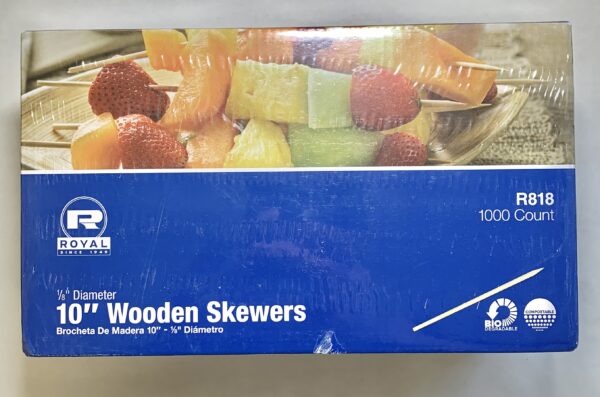 R818
1000 Count
R
ROYAL
SINCE 1945
⅛" Diameter
10" Wooden Skewers
Brocheta De Madera 10" - ⅛" Diámetro
BIO
DEGRADABLE
COMPOSTABLE